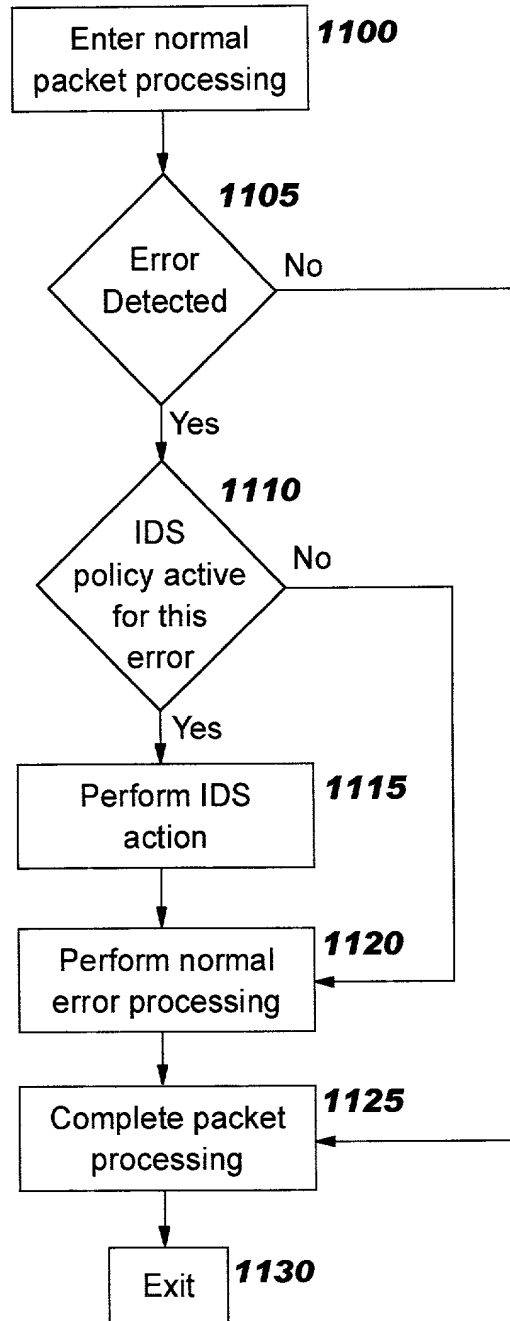 Enter normal
packet processing
1100
1105
Error
Detected
No
Yes
1110
IDS
policy active
for this
error
No
Yes
Perform IDS
action
1115
Perform normal
error processing
1120
Complete packet
processing
1125
Exit
1130